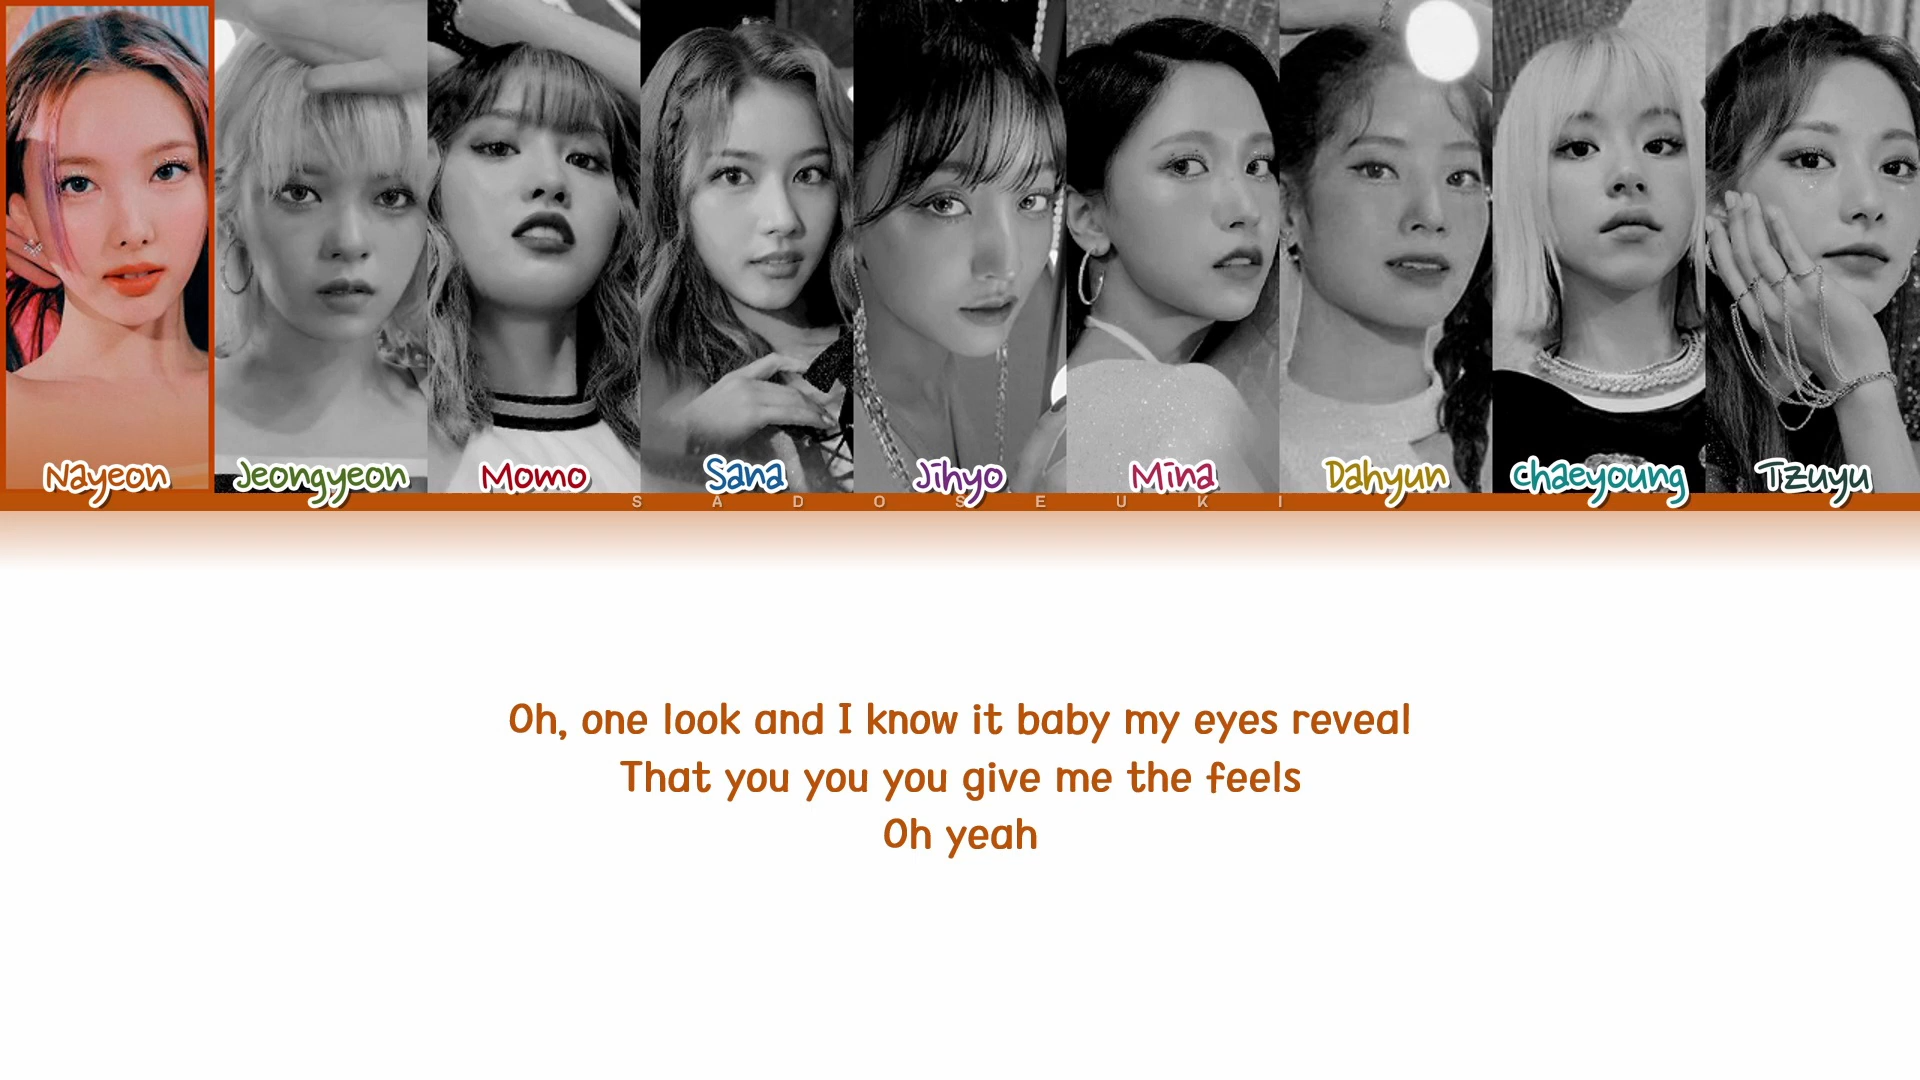 Nayeon Jeongyeon Momo Sana Jihyo Mina Dahyun chaeyoung Tzuyu
S A D O S E U K I
Oh, one look and I know it baby my eyes reveal
That you you you give me the feels
Oh yeah